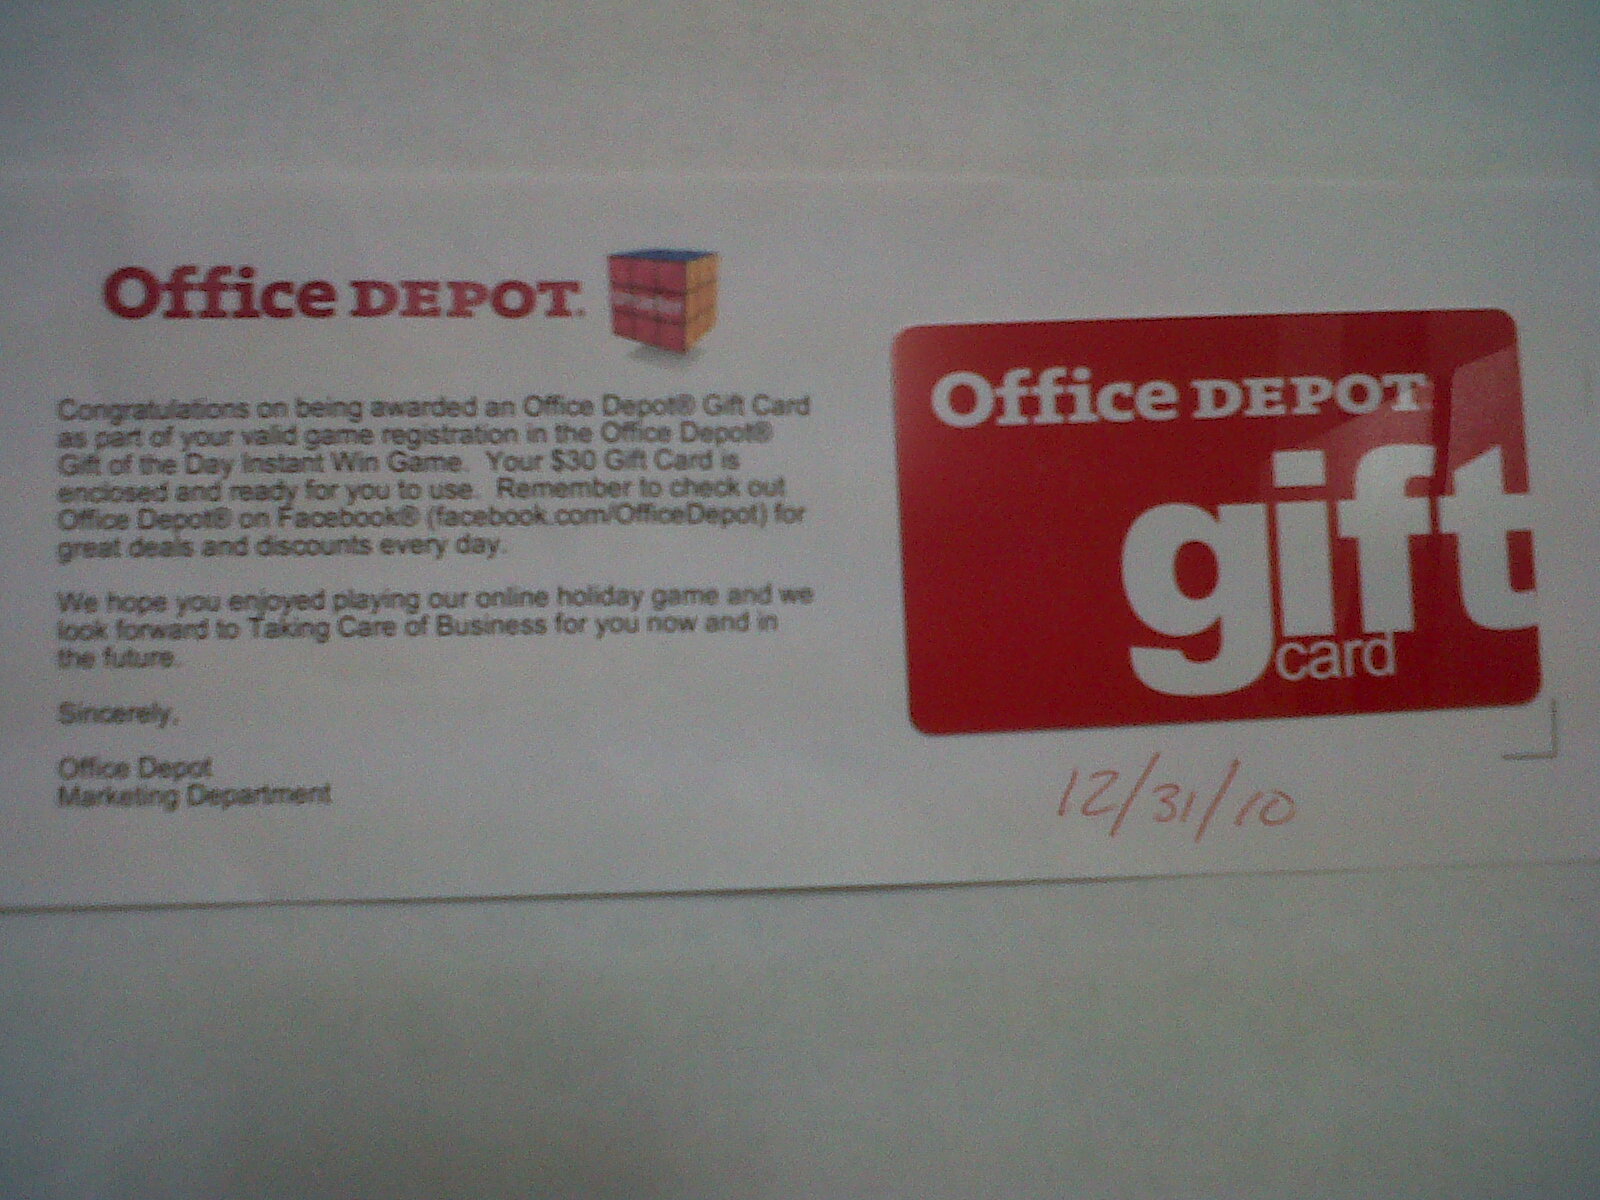 Office DEPOT.
Congratulations on being awarded an Office Depot® Gift Card
as part of your valid game registration in the Office Depot®
Gift of the Day Instant Win Game. Your $30 Gift Card is
enclosed and ready for you to use. Remember to check out
Office Depot® on Facebook® (facebook.com/OfficeDepot) for
great deals and discounts every day.
We hope you enjoyed playing our online holiday game and we
look forward to Taking Care of Business for you now and in
the future.
Sincerely,
Office Depot
Marketing Department
Office DEPOT
gift
card
12/31/10